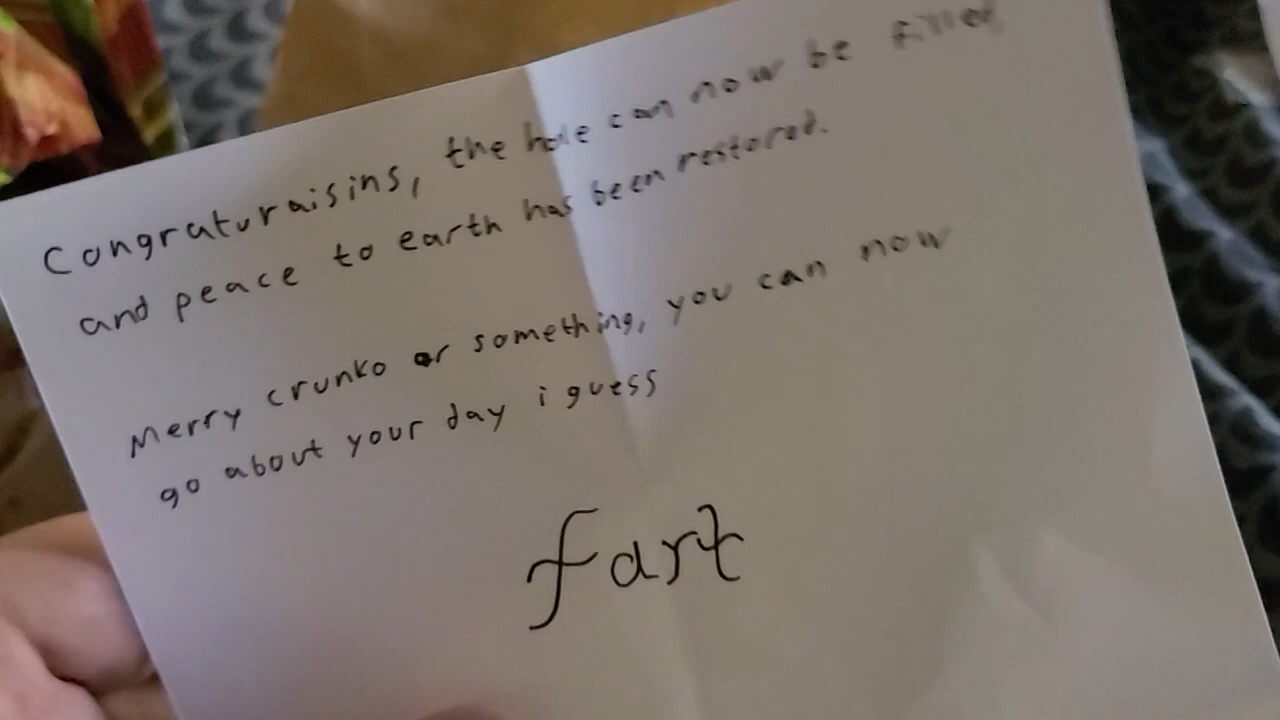 Congraturaisins, the hole can now be filled
and peace to earth has been restored.
Merry crunko or something, you can now
go about your day i guess
fart